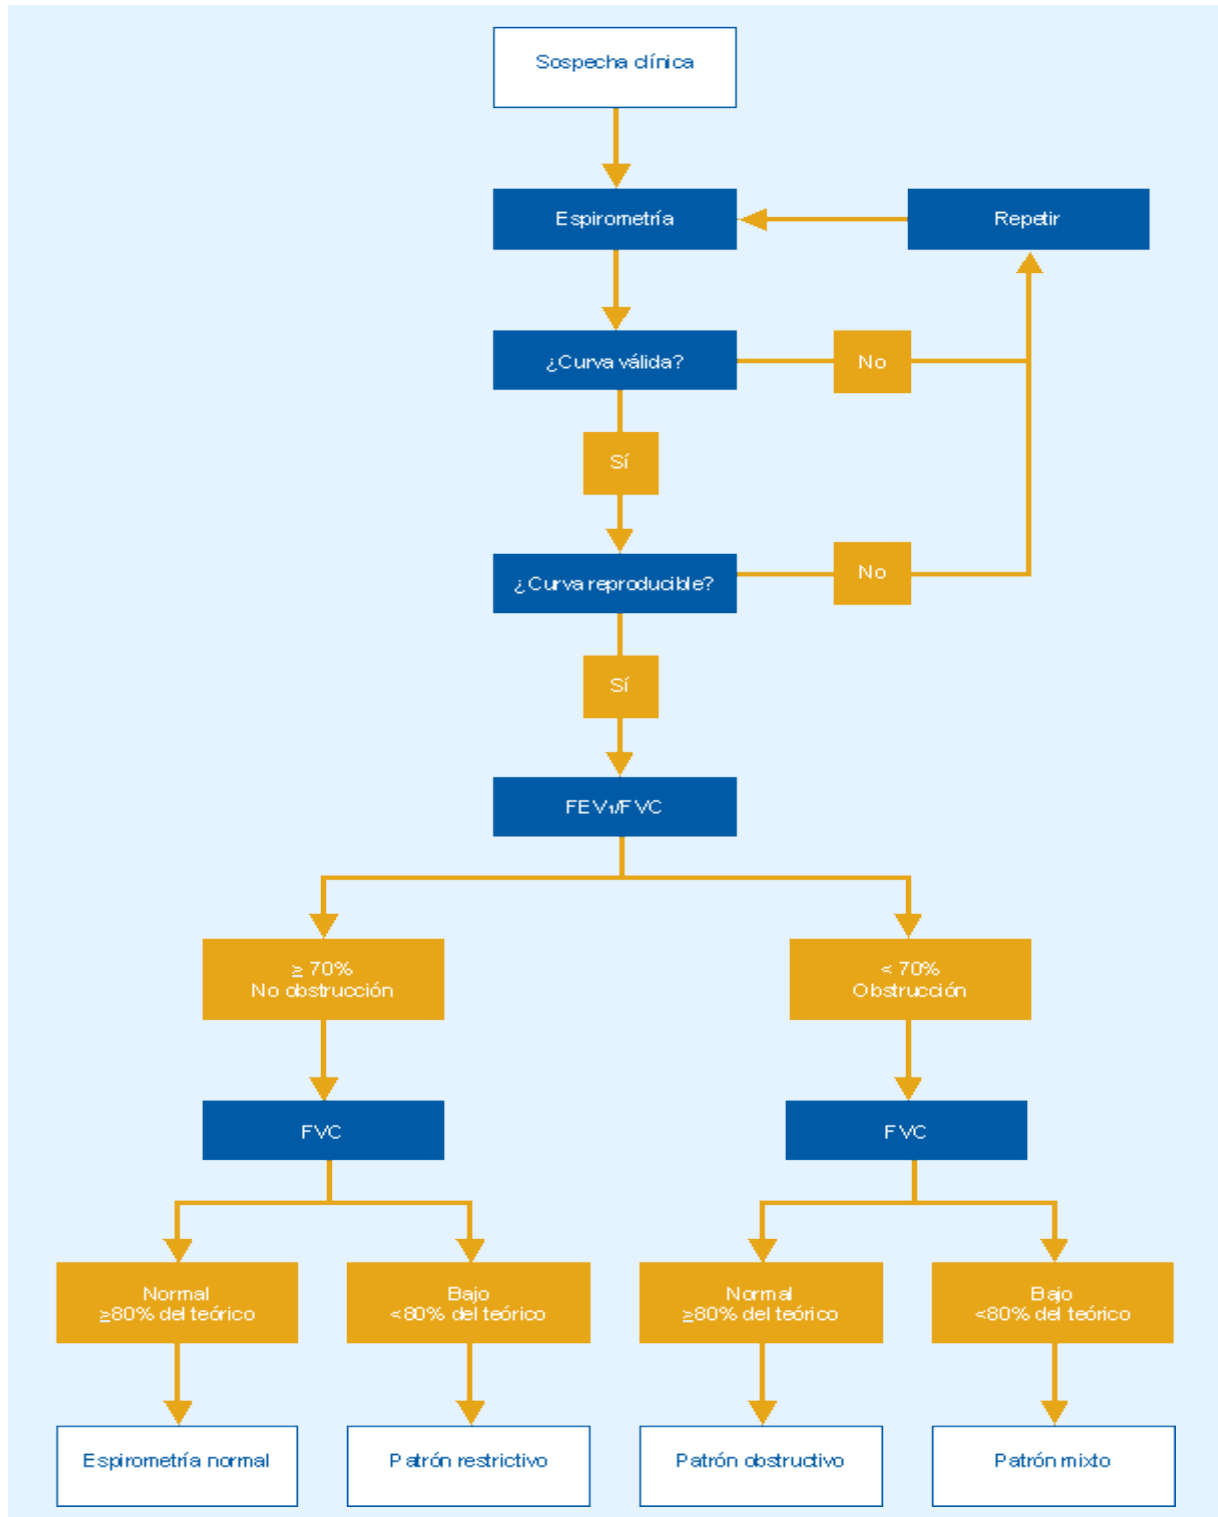 Sospecha clínica
Espirometría
Repetir
¿Curva válida?
No
Sí
¿Curva reproducible?
No
Sí
FEV₁/FVC
≥ 70%
No obstrucción
< 70%
Obstrucción
FVC
FVC
Normal
≥80% del teórico
Bajo
<80% del teórico
Normal
≥80% del teórico
Bajo
<80% del teórico
Espirometría normal
Patrón restrictivo
Patrón obstructivo
Patrón mixto